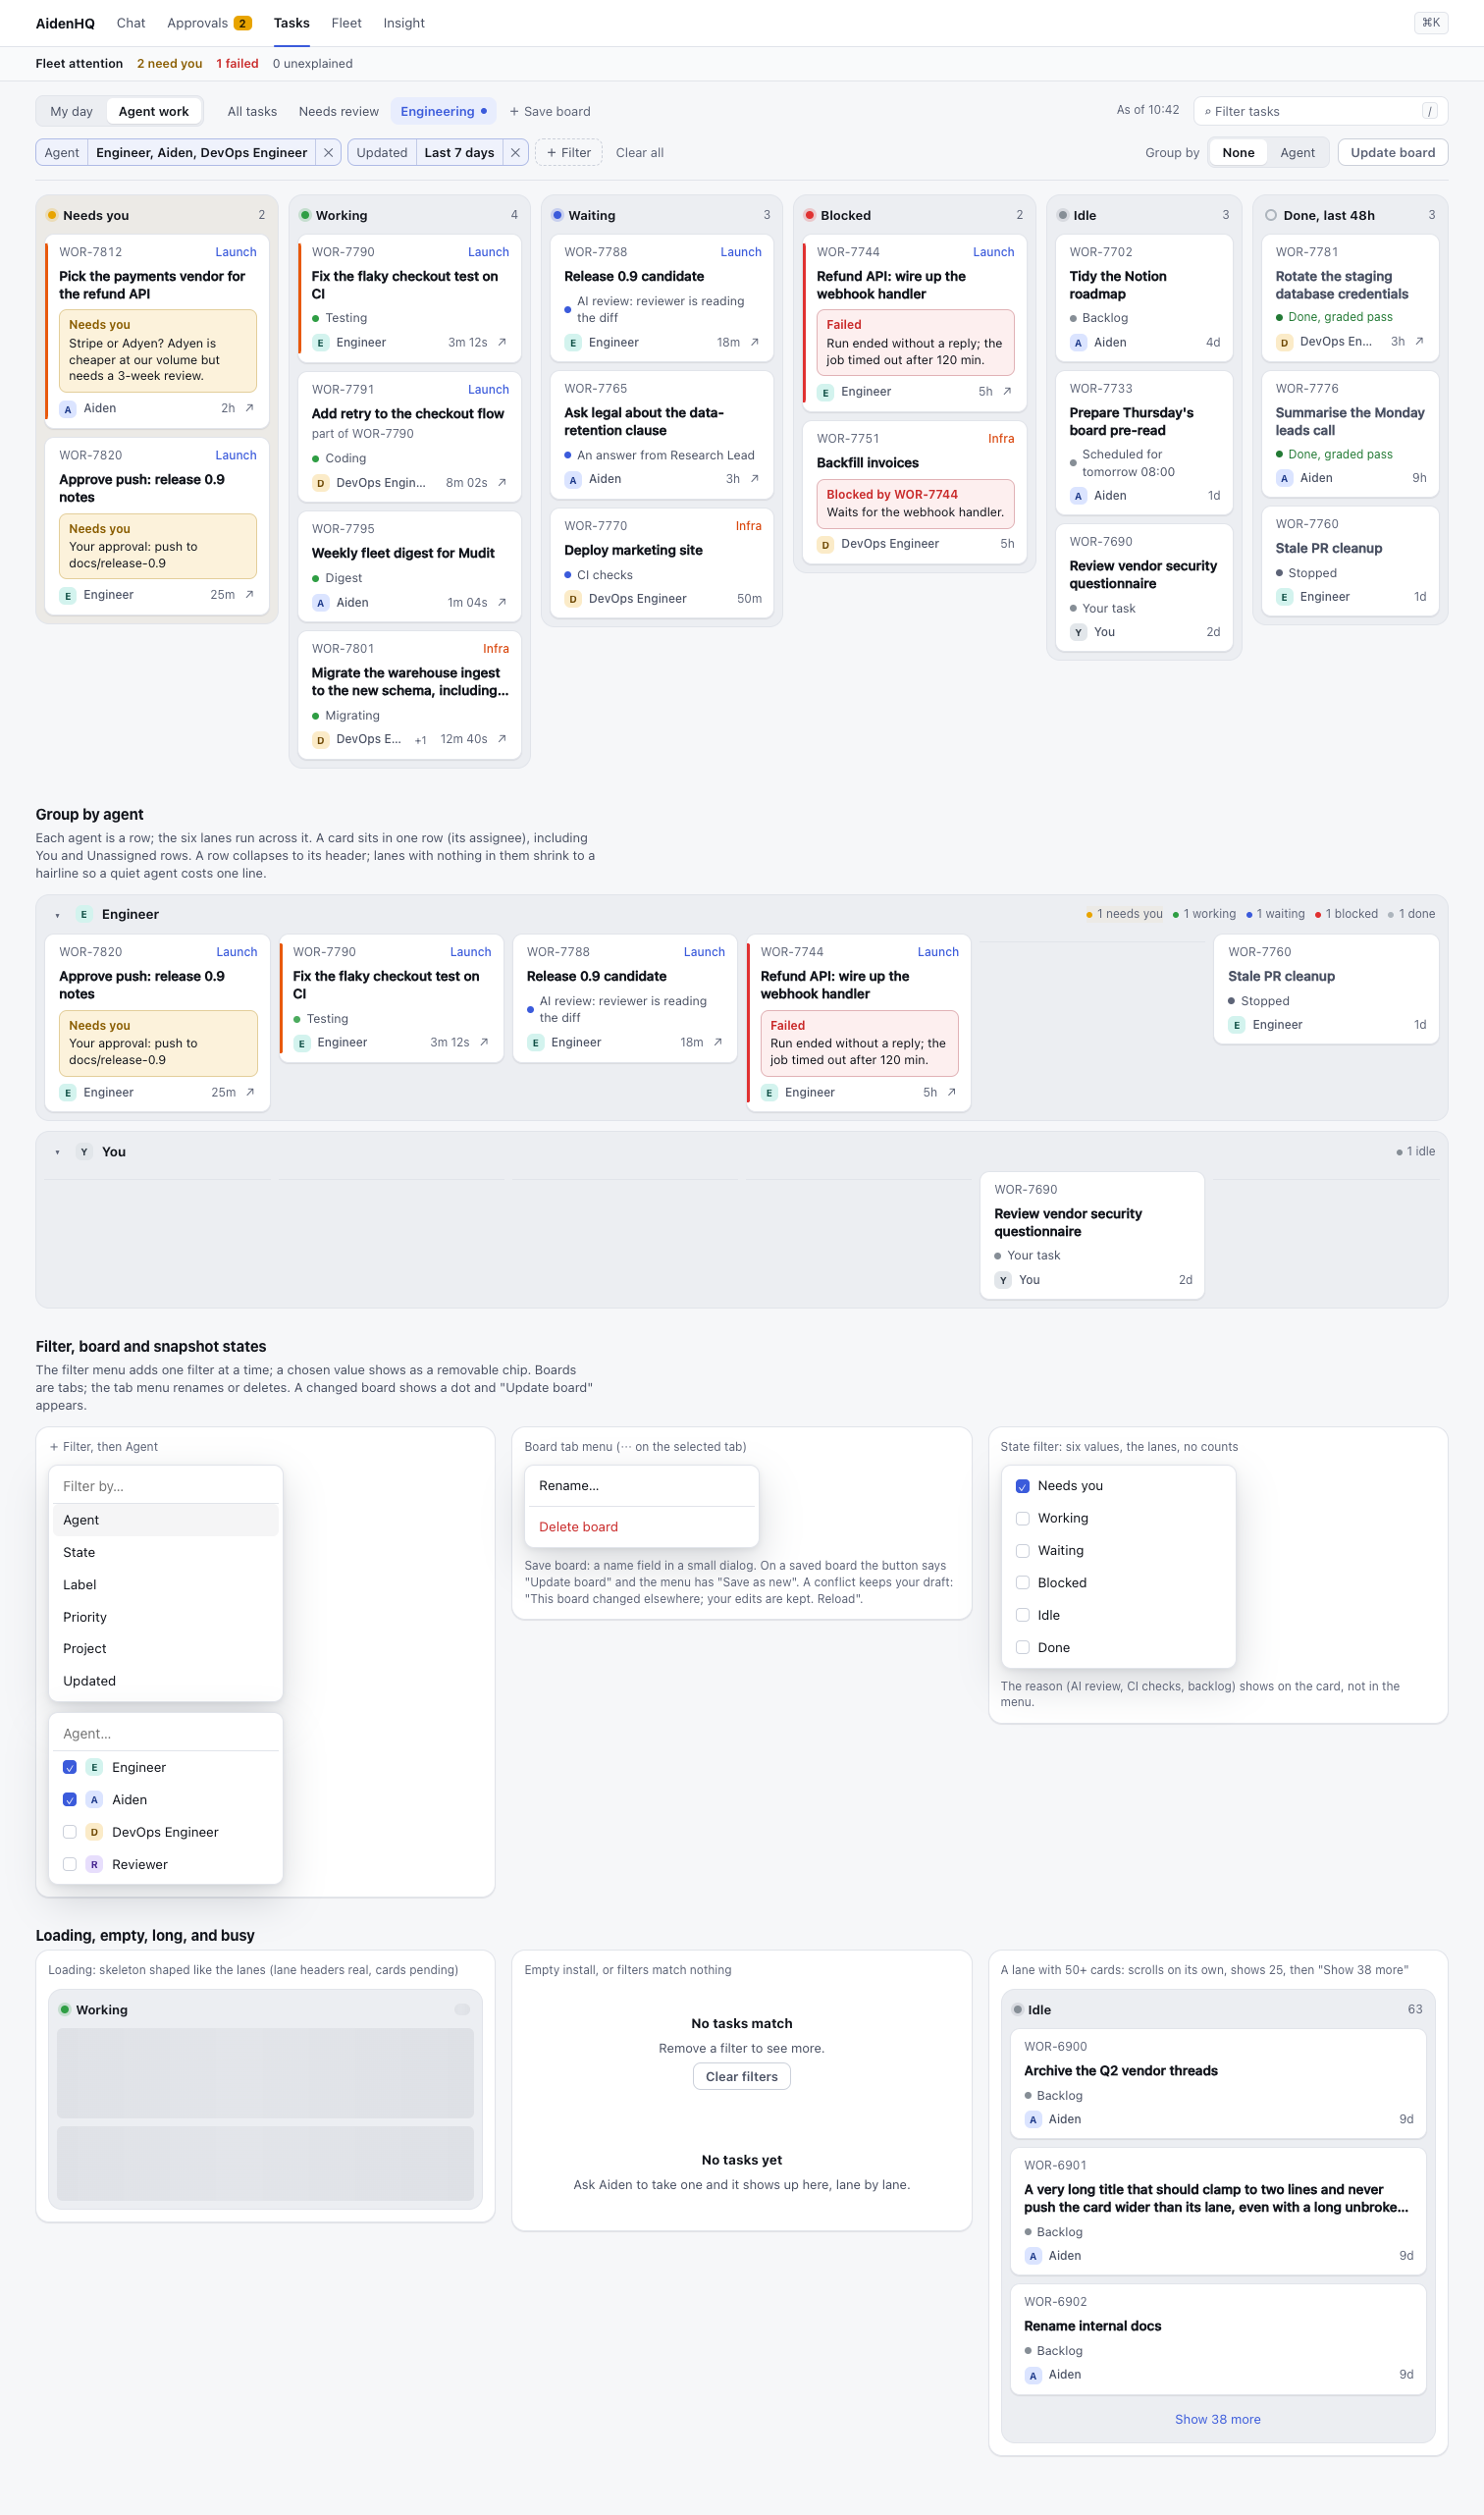 AidenHQ Chat Approvals 2 Tasks Fleet Insight ⌘K
Fleet attention 2 need you 1 failed 0 unexplained
My day Agent work All tasks Needs review Engineering + Save board As of 10:42 Filter tasks /
Agent Engineer, Aiden, DevOps Engineer × Updated Last 7 days × + Filter Clear all Group by None Agent Update board
Needs you 2
WOR-7812 Launch
Pick the payments vendor for
the refund API
Needs you
Stripe or Adyen? Adyen is
cheaper at our volume but
needs a 3-week review.
A Aiden 2h ↗
WOR-7820 Launch
Approve push: release 0.9
notes
Needs you
Your approval: push to
docs/release-0.9
E Engineer 25m ↗
Working 4
WOR-7790 Launch
Fix the flaky checkout test on
CI
Testing
E Engineer 3m 12s ↗
WOR-7791 Launch
Add retry to the checkout flow
part of WOR-7790
Coding
D DevOps Engin... 8m 02s ↗
WOR-7795
Weekly fleet digest for Mudit
Digest
A Aiden 1m 04s ↗
WOR-7801 Infra
Migrate the warehouse ingest
to the new schema, including...
Migrating
D DevOps E... +1 12m 40s ↗
Waiting 3
WOR-7788 Launch
Release 0.9 candidate
AI review: reviewer is reading
the diff
E Engineer 18m ↗
WOR-7765
Ask legal about the data-
retention clause
An answer from Research Lead
A Aiden 3h ↗
WOR-7770 Infra
Deploy marketing site
CI checks
D DevOps Engineer 50m
Blocked 2
WOR-7744 Launch
Refund API: wire up the
webhook handler
Failed
Run ended without a reply; the
job timed out after 120 min.
E Engineer 5h ↗
WOR-7751 Infra
Backfill invoices
Blocked by WOR-7744
Waits for the webhook handler.
D DevOps Engineer 5h
Idle 3
WOR-7702
Tidy the Notion
roadmap
Backlog
A Aiden 4d
WOR-7733
Prepare Thursday's
board pre-read
Scheduled for
tomorrow 08:00
A Aiden 1d
WOR-7690
Review vendor security
questionnaire
Your task
Y You 2d
Done, last 48h 3
WOR-7781
Rotate the staging
database credentials
Done, graded pass
D DevOps En... 3h ↗
WOR-7776
Summarise the Monday
leads call
Done, graded pass
A Aiden 9h
WOR-7760
Stale PR cleanup
Stopped
E Engineer 1d
Group by agent
Each agent is a row; the six lanes run across it. A card sits in one row (its assignee), including
You and Unassigned rows. A row collapses to its header; lanes with nothing in them shrink to a
hairline so a quiet agent costs one line.
▾ E Engineer 1 needs you 1 working 1 waiting 1 blocked 1 done
WOR-7820 Launch
Approve push: release 0.9
notes
Needs you
Your approval: push to
docs/release-0.9
E Engineer 25m ↗
WOR-7790 Launch
Fix the flaky checkout test on
CI
Testing
E Engineer 3m 12s ↗
WOR-7788 Launch
Release 0.9 candidate
AI review: reviewer is reading
the diff
E Engineer 18m ↗
WOR-7744 Launch
Refund API: wire up the
webhook handler
Failed
Run ended without a reply; the
job timed out after 120 min.
E Engineer 5h ↗
WOR-7760
Stale PR cleanup
Stopped
E Engineer 1d
▾ Y You 1 idle
WOR-7690
Review vendor security
questionnaire
Your task
Y You 2d
Filter, board and snapshot states
The filter menu adds one filter at a time; a chosen value shows as a removable chip. Boards
are tabs; the tab menu renames or deletes. A changed board shows a dot and "Update board"
appears.
+ Filter, then Agent
Filter by...
Agent
State
Label
Priority
Project
Updated
Agent...
E Engineer
A Aiden
D DevOps Engineer
R Reviewer
Board tab menu (··· on the selected tab)
Rename...
Delete board
Save board: a name field in a small dialog. On a saved board the button says
"Update board" and the menu has "Save as new". A conflict keeps your draft:
"This board changed elsewhere; your edits are kept. Reload".
State filter: six values, the lanes, no counts
Needs you
Working
Waiting
Blocked
Idle
Done
The reason (AI review, CI checks, backlog) shows on the card, not in the
menu.
Loading, empty, long, and busy
Loading: skeleton shaped like the lanes (lane headers real, cards pending)
Working
Empty install, or filters match nothing
No tasks match
Remove a filter to see more.
Clear filters
No tasks yet
Ask Aiden to take one and it shows up here, lane by lane.
A lane with 50+ cards: scrolls on its own, shows 25, then "Show 38 more"
Idle 63
WOR-6900
Archive the Q2 vendor threads
Backlog
A Aiden 9d
WOR-6901
A very long title that should clamp to two lines and never
push the card wider than its lane, even with a long unbroke...
Backlog
A Aiden 9d
WOR-6902
Rename internal docs
Backlog
A Aiden 9d
Show 38 more